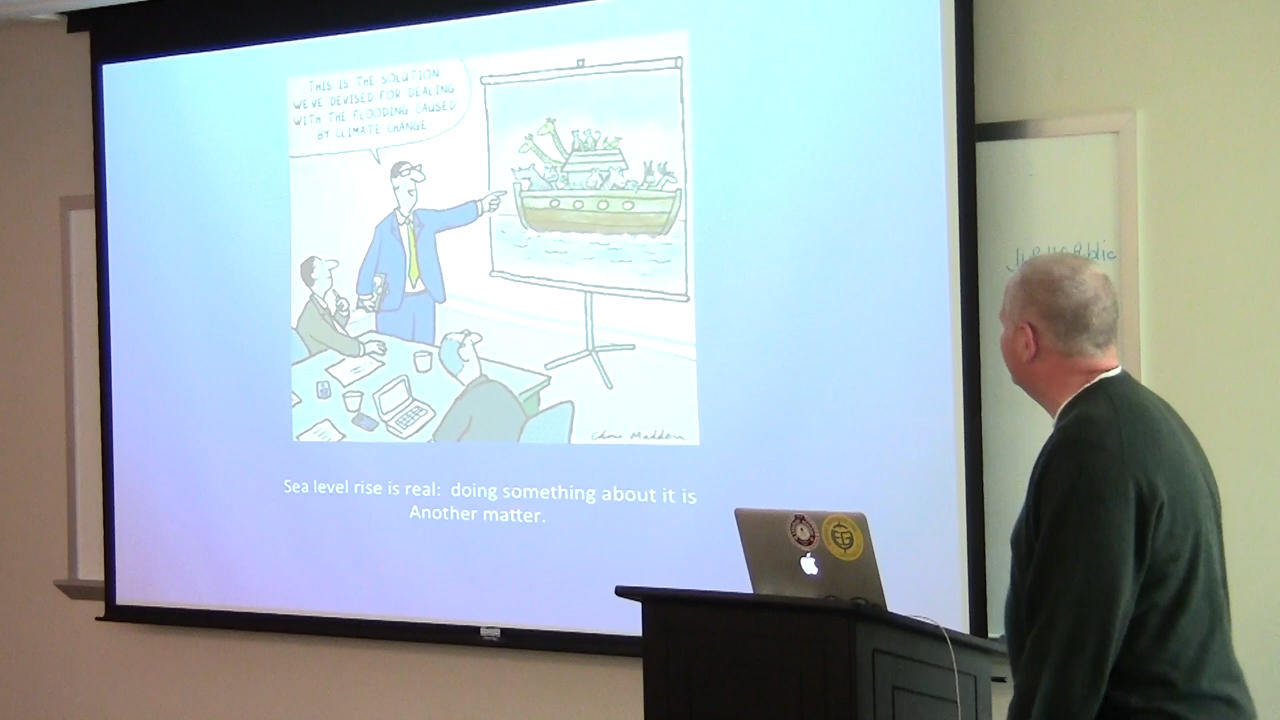 THIS IS THE SOLUTION
WE'VE DEVISED FOR DEALING
WITH THE FLOODING CAUSED
BY CLIMATE CHANGE
Sea level rise is real:  doing something about it is
Another matter.